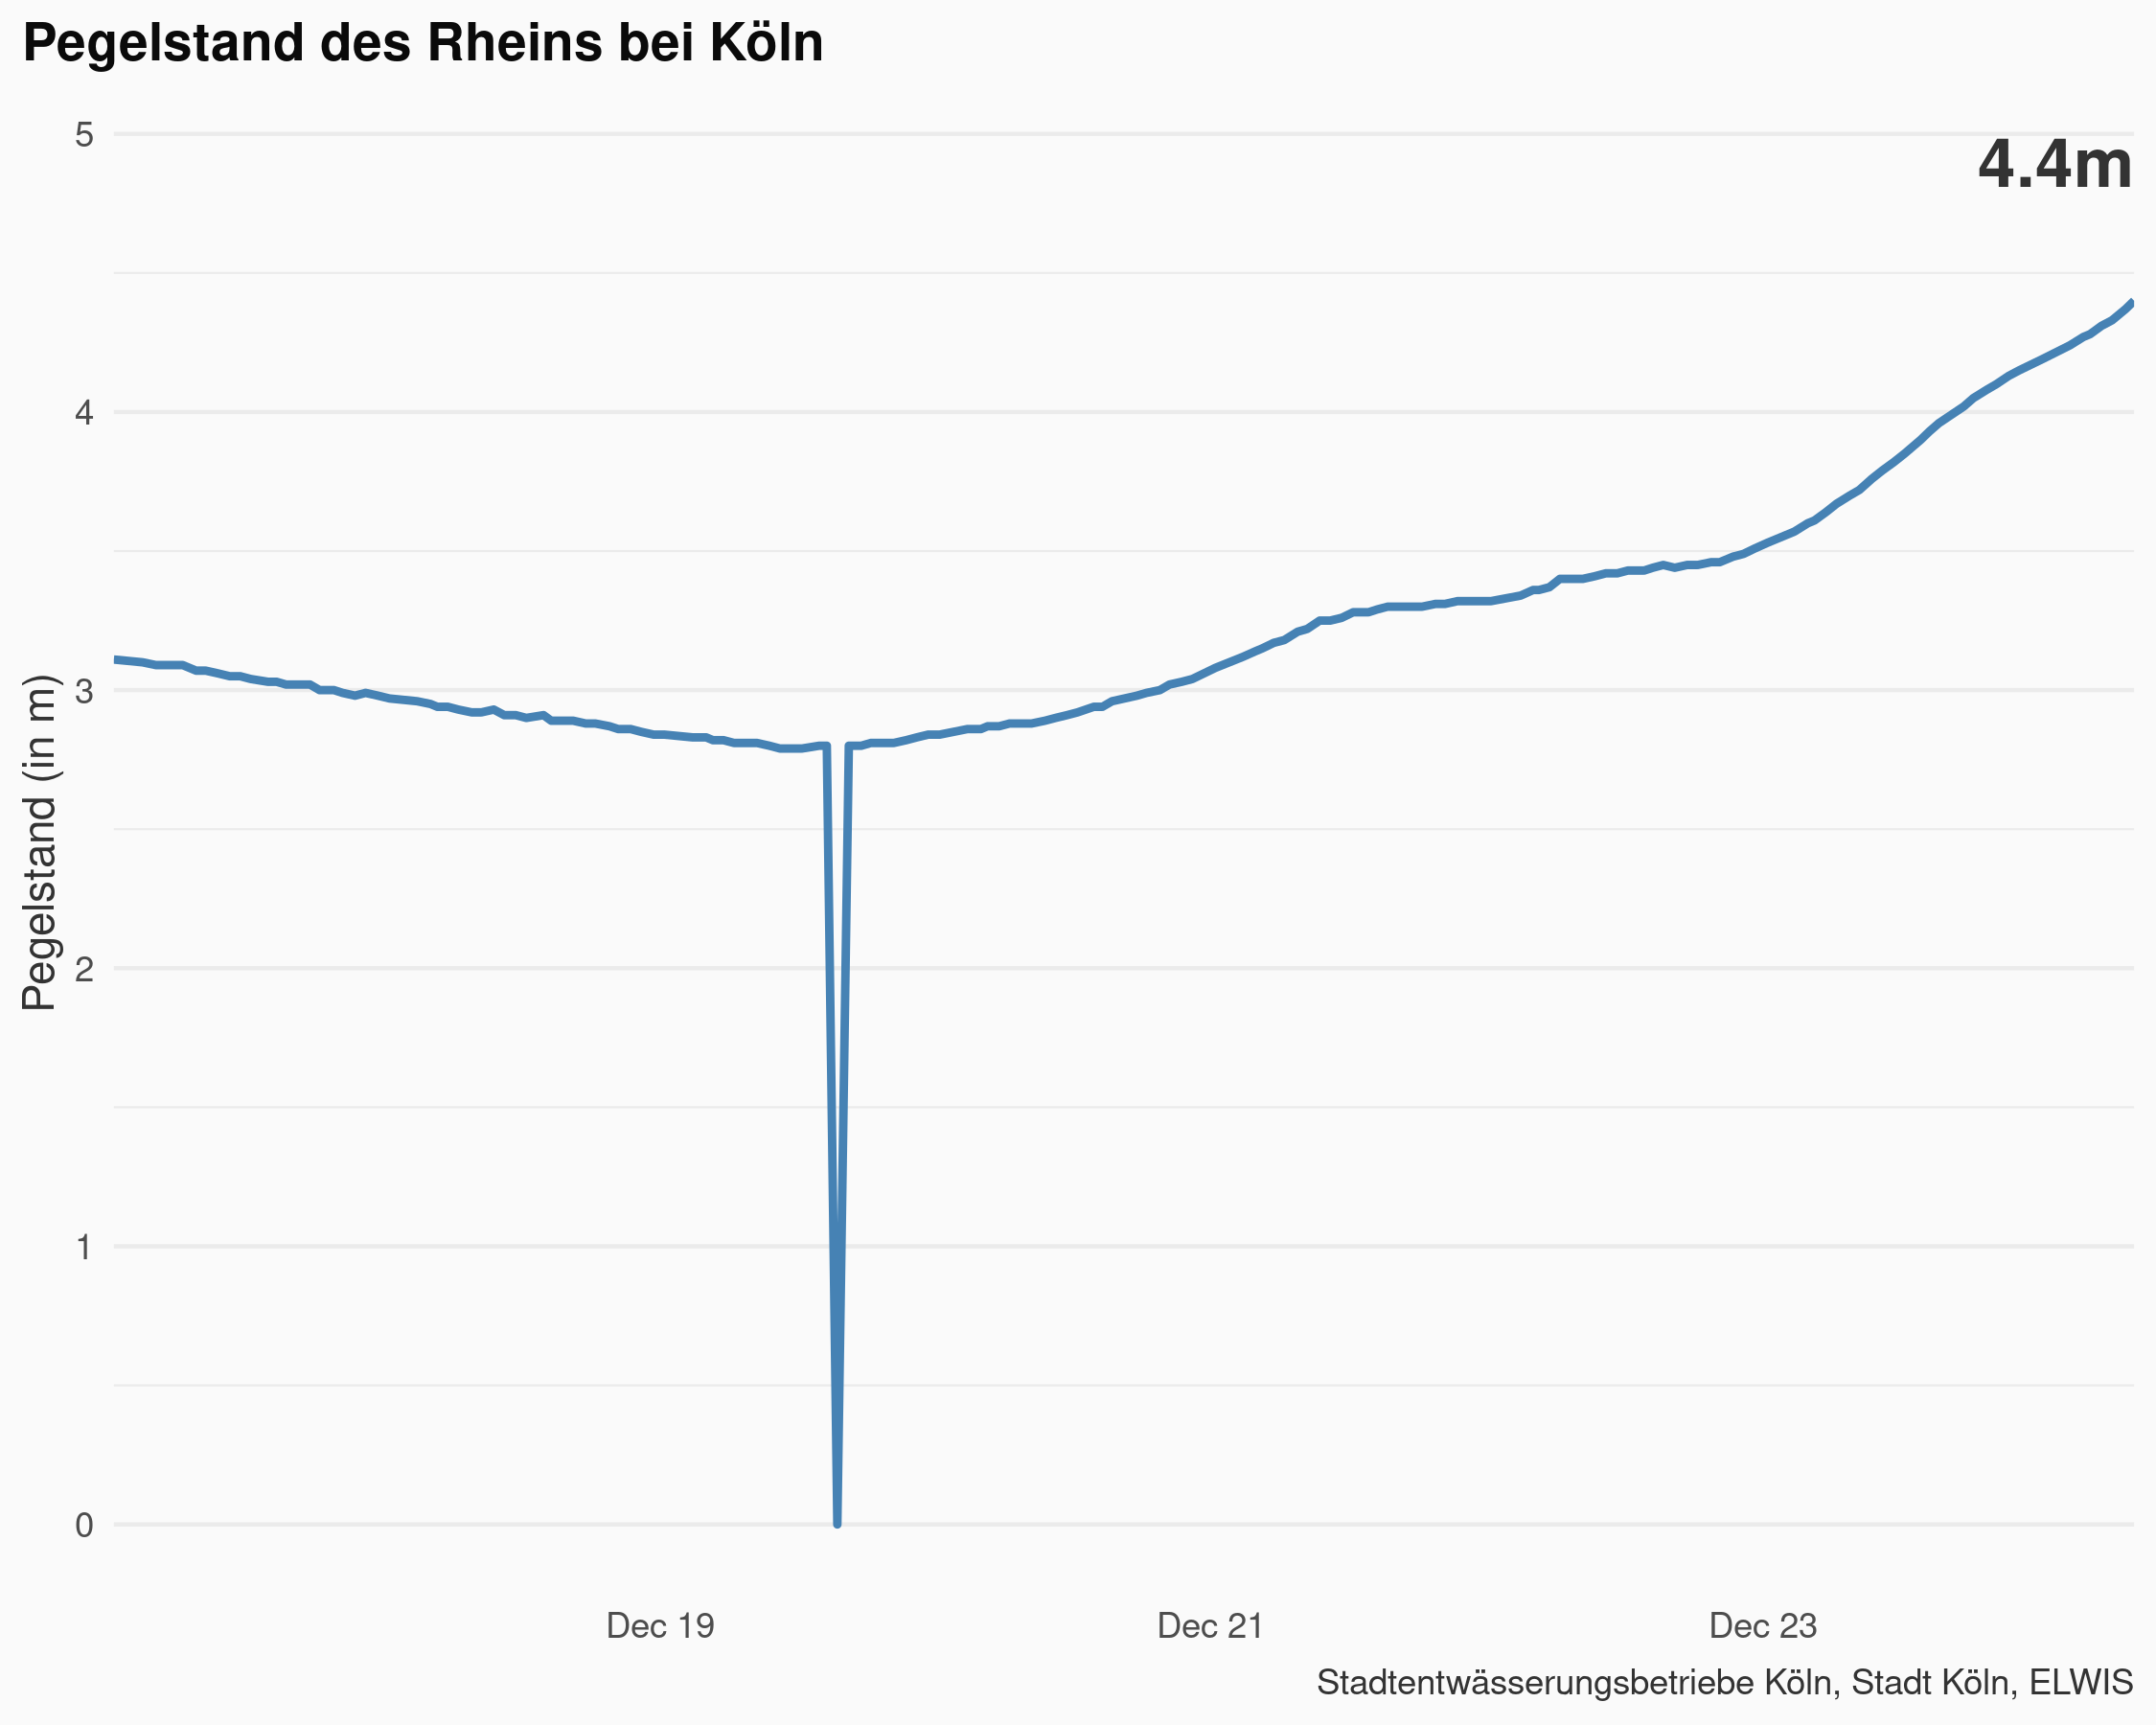 Pegelstand des Rheins bei Köln
5
4.4m
4
3
2
1
0
Pegelstand (in m)
Dec 19
Dec 21
Dec 23
Stadtentwässerungsbetriebe Köln, Stadt Köln, ELWIS